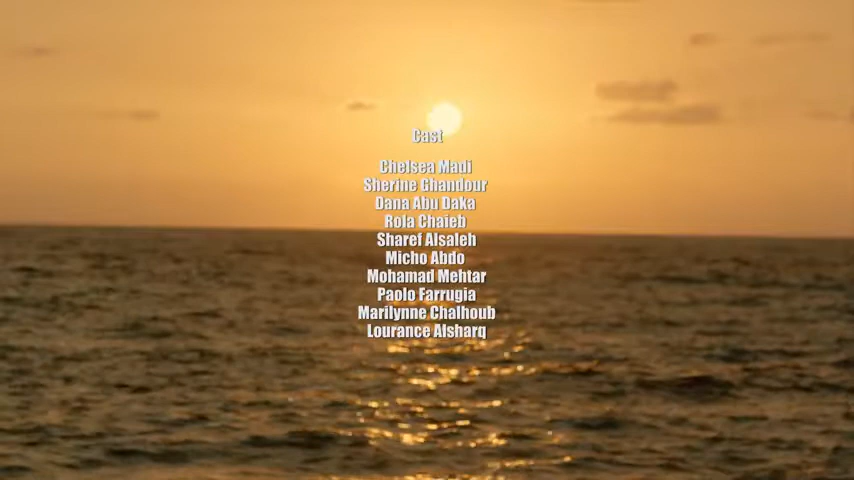 Cast
Chelsea Madi
Sherine Ghandour
Dana Abu Daka
Rola Chaieb
Sharef Alsaleh
Micho Abdo
Mohamad Mehtar
Paolo Farrugia
Marilynne Chalhoub
Lourance Alsharq